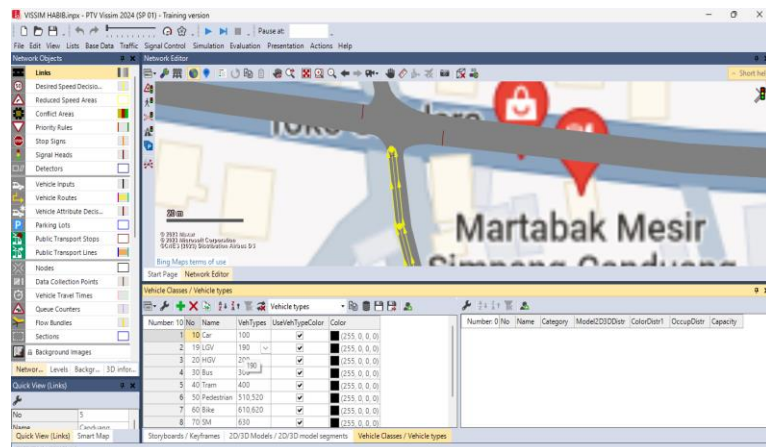 VISSIM HABIB.inpx - PTV Vissim 2024 (SP 01) - Training version
Pause at:
File Edit View Lists Base Data Traffic Signal Control Simulation Evaluation Presentation Actions Help
Network Objects
Network Editor
Links
Desired Speed Decisio...
Reduced Speed Areas
Conflict Areas
Priority Rules
Stop Signs
Signal Heads
Detectors
Vehicle Inputs
Vehicle Routes
Vehicle Attribute Decis...
Parking Lots
Public Transport Stops
Public Transport Lines
Nodes
Data Collection Points
Vehicle Travel Times
Queue Counters
Flow Bundles
Sections
Background Images
Networ... Levels Backgr... 3D infor...
Quick View (Links)
No 5
Name Canduang
Quick View (Links) Smart Map
Short hel
Martabak Mesir
20 m
© 2023 Microsoft Corporation
Bing Maps terms of use
Start Page Network Editor
Vehicle Classes / Vehicle types
Vehicle types
Number: 10 No Name VehTypes UseVehTypeColor Color
1 10 Car 100 (255, 0, 0, 0)
2 19 LGV 190 (255, 0, 0, 0)
3 20 HGV (255, 0, 0, 0)
190
4 30 Bus (255, 0, 0, 0)
5 40 Tram 400 (255, 0, 0, 0)
6 50 Pedestrian 510,520 (255, 0, 0, 0)
7 60 Bike 610,620 (255, 0, 0, 0)
8 70 SM 630 (255, 0, 0, 0)
Number: 0 No Name Category Model2D3DDistr ColorDistr1 OccupDistr Capacity
Storyboards / Keyframes 2D/3D Models / 2D/3D model segments Vehicle Classes / Vehicle types